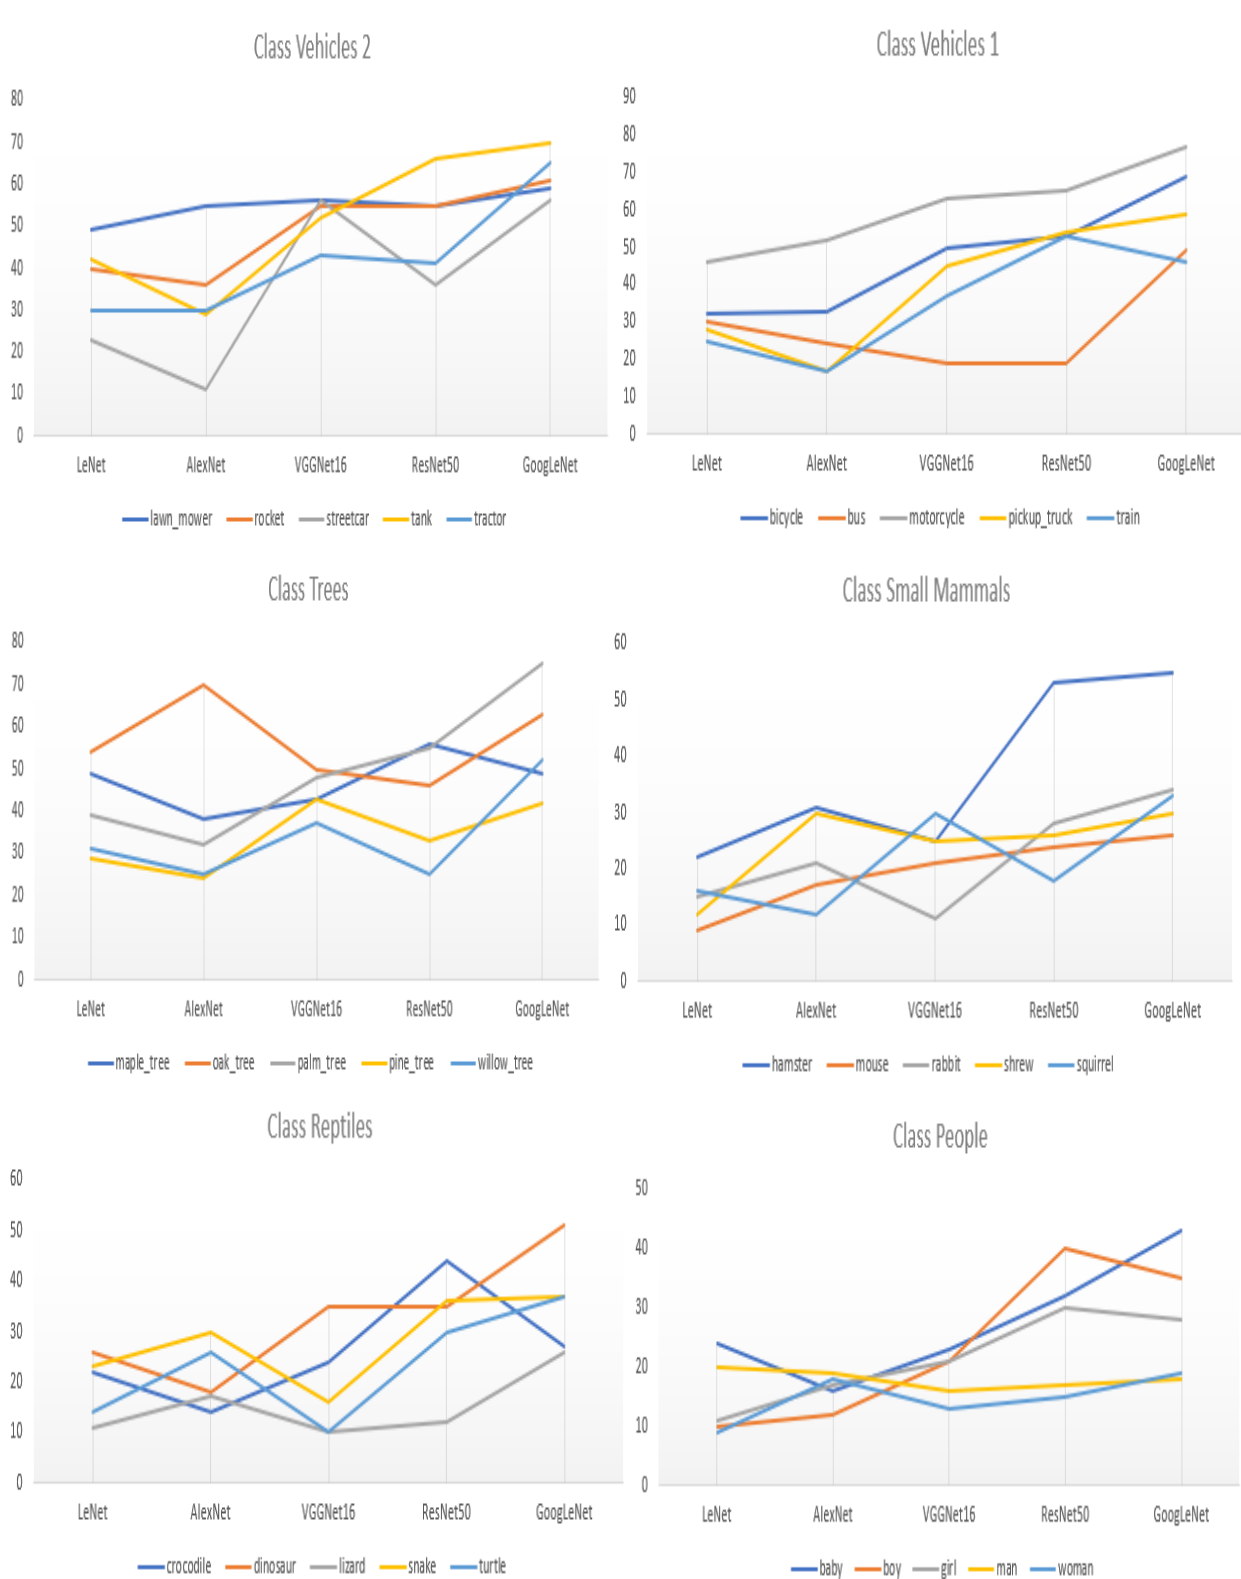 Class Vehicles 2
80
70
60
50
40
30
20
10
0
LeNet AlexNet VGGNet16 ResNet50 GoogLeNet
lawn_mower rocket streetcar tank tractor
Class Vehicles 1
90
80
70
60
50
40
30
20
10
0
LeNet AlexNet VGGNet16 ResNet50 GoogLeNet
bicycle bus motorcycle pickup_truck train
Class Trees
80
70
60
50
40
30
20
10
0
LeNet AlexNet VGGNet16 ResNet50 GoogLeNet
maple_tree oak_tree palm_tree pine_tree willow_tree
Class Small Mammals
60
50
40
30
20
10
0
LeNet AlexNet VGGNet16 ResNet50 GoogLeNet
hamster mouse rabbit shrew squirrel
Class Reptiles
60
50
40
30
20
10
0
LeNet AlexNet VGGNet16 ResNet50 GoogLeNet
crocodile dinosaur lizard snake turtle
Class People
50
40
30
20
10
0
LeNet AlexNet VGGNet16 ResNet50 GoogLeNet
baby boy girl man woman